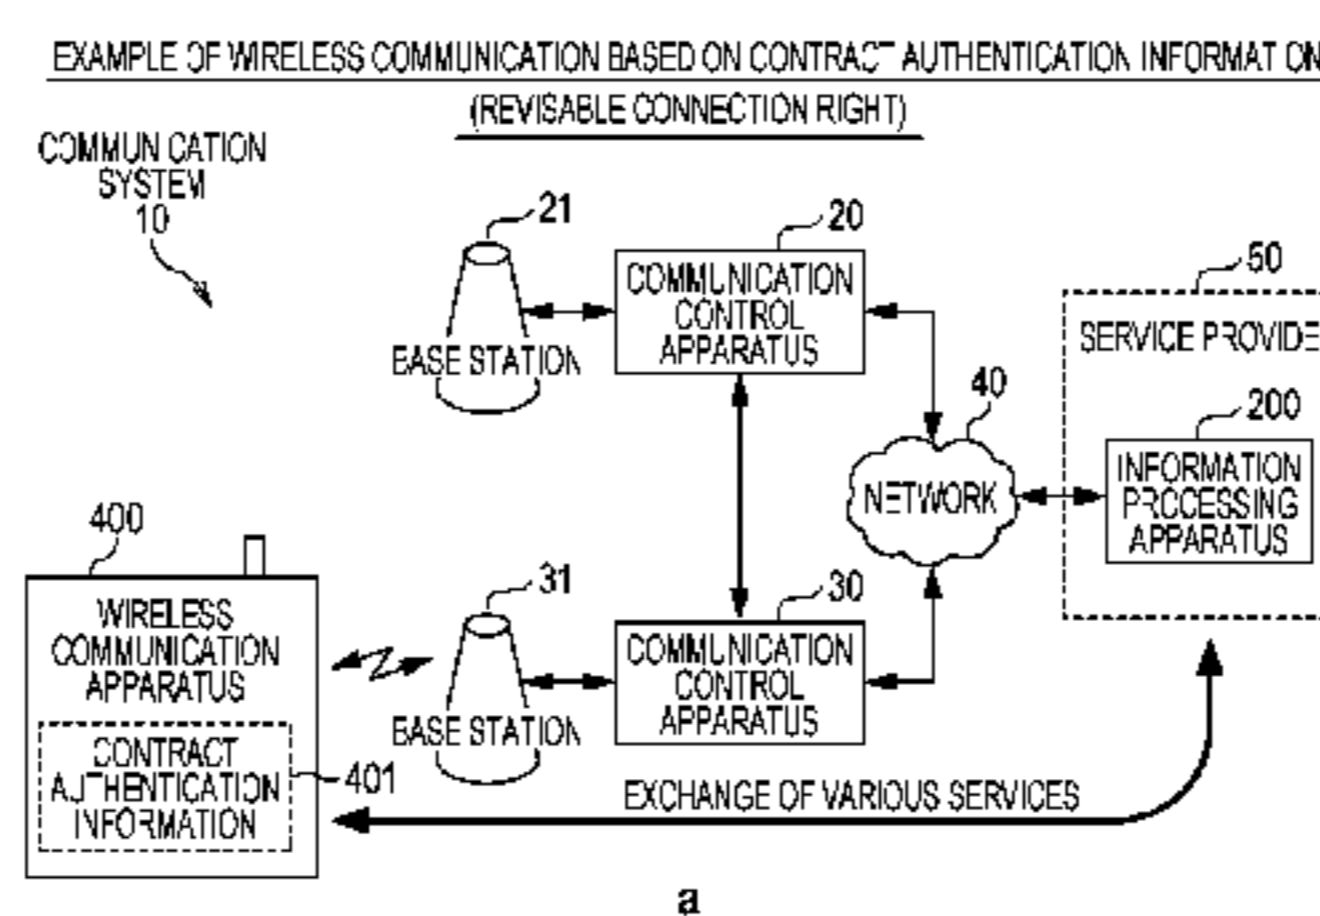 EXAMPLE OF WIRELESS COMMUNICATION BASED ON CONTRACT AUTHENTICATION INFORMATION
(REVISABLE CONNECTION RIGHT)
COMMUNICATION
SYSTEM
10
21
20
COMMUNICATION
CONTROL
APPARATUS
BASE STATION
50
SERVICE PROVIDE
40
NETWORK
200
INFORMATION
PROCESSING
APPARATUS
400
WIRELESS
COMMUNICATION
APPARATUS
CONTRACT
AUTHENTICATION
INFORMATION
401
31
BASE STATION
30
COMMUNICATION
CONTROL
APPARATUS
EXCHANGE OF VARIOUS SERVICES
a